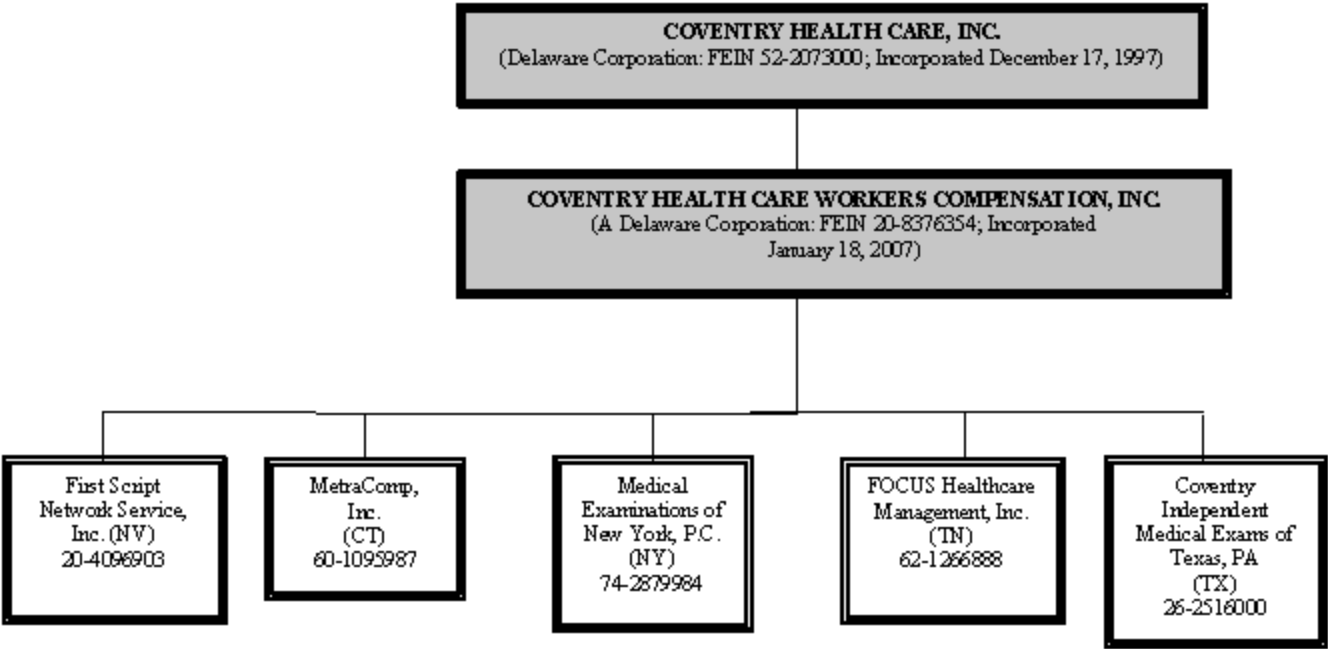 COVENTRY HEALTH CARE, INC.
(Delaware Corporation: FEIN 52-2073000; Incorporated December 17, 1997)
COVENTRY HEALTH CARE WORKERS COMPENSATION, INC.
(A Delaware Corporation: FEIN 20-8376354; Incorporated
January 18, 2007)
First Script
Network Service,
Inc. (NV)
20-4096903
MetraComp,
Inc.
(CT)
60-1095987
Medical
Examinations of
New York, P.C.
(NY)
74-2879984
FOCUS Healthcare
Management, Inc.
(TN)
62-1266888
Coventry
Independent
Medical Exams of
Texas, PA
(TX)
26-2516000